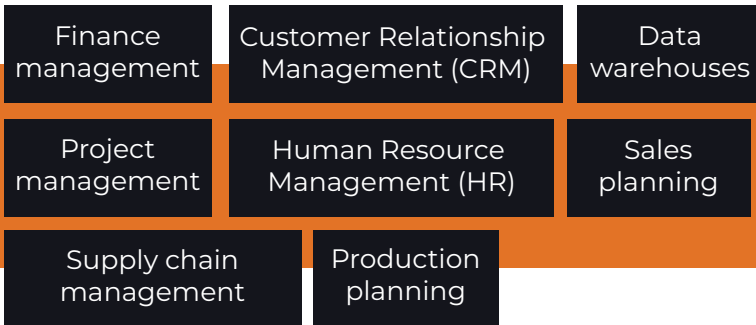 Finance
management
Customer Relationship
Management (CRM)
Data
warehouses
Project
management
Human Resource
Management (HR)
Sales
planning
Supply chain
management
Production
planning